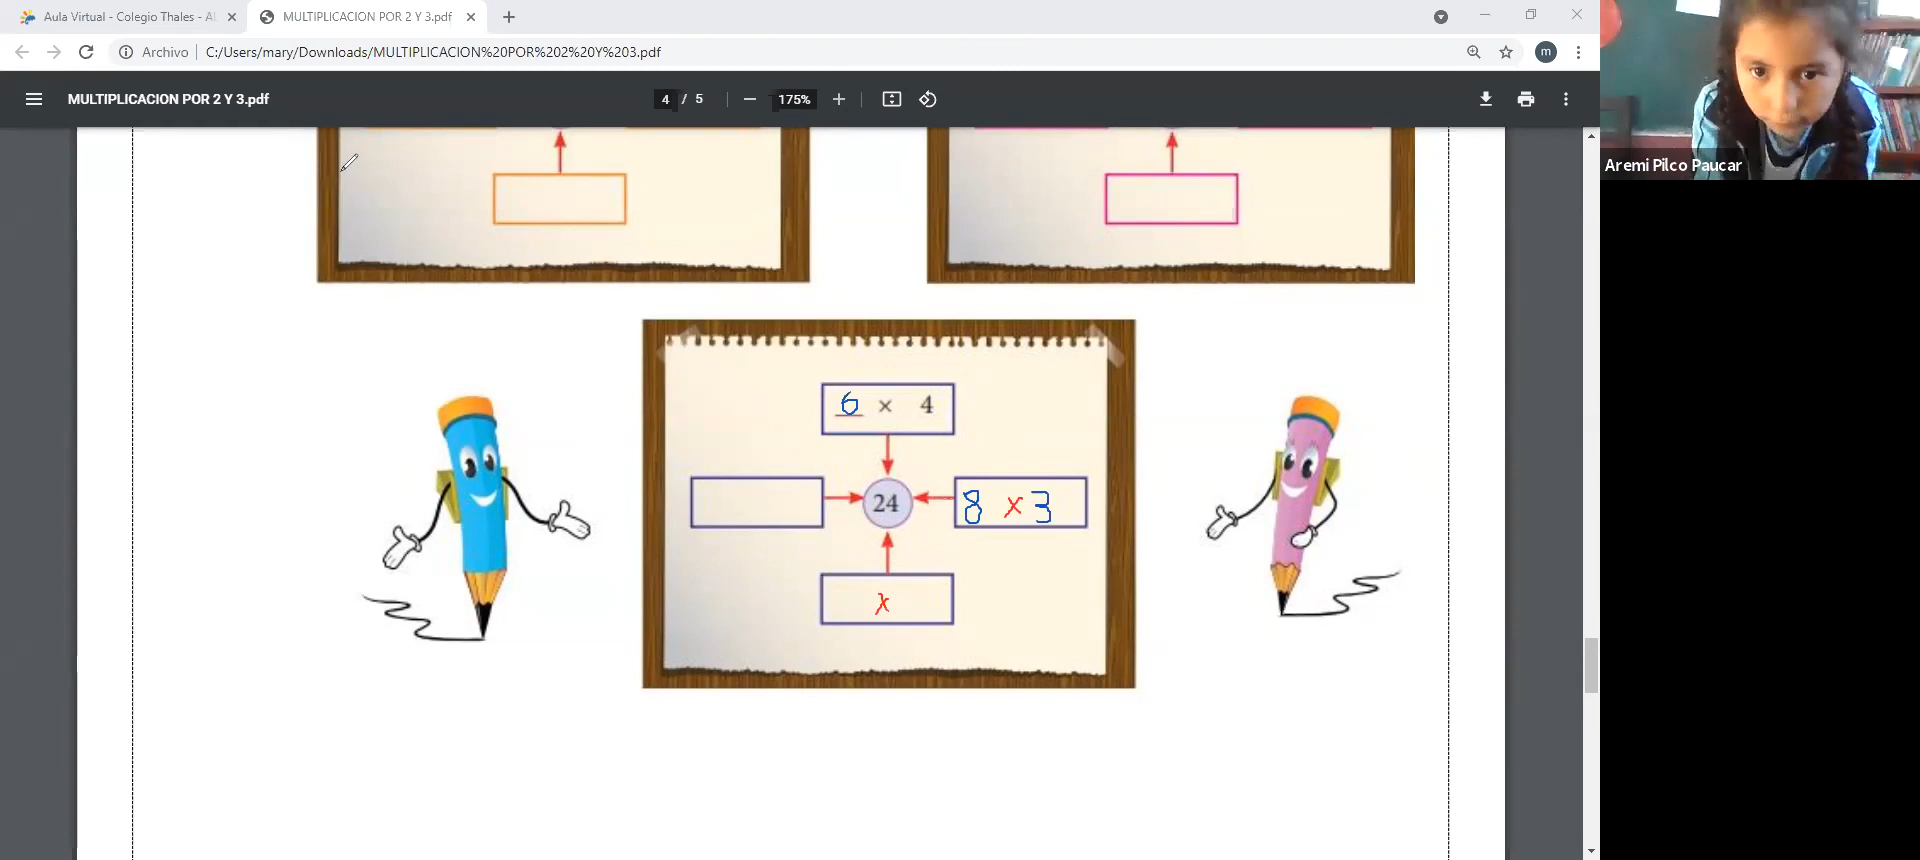 Aula Virtual - Colegio Thales - Al
MULTIPLICACION POR 2 Y 3.pdf
Archivo
C:/Users/mary/Downloads/MULTIPLICACION%20POR%202%20Y%203.pdf
m
MULTIPLICACION POR 2 Y 3.pdf
4 / 5
175%
Aremi Pilco Paucar
6 × 4
24
8 x 3
x